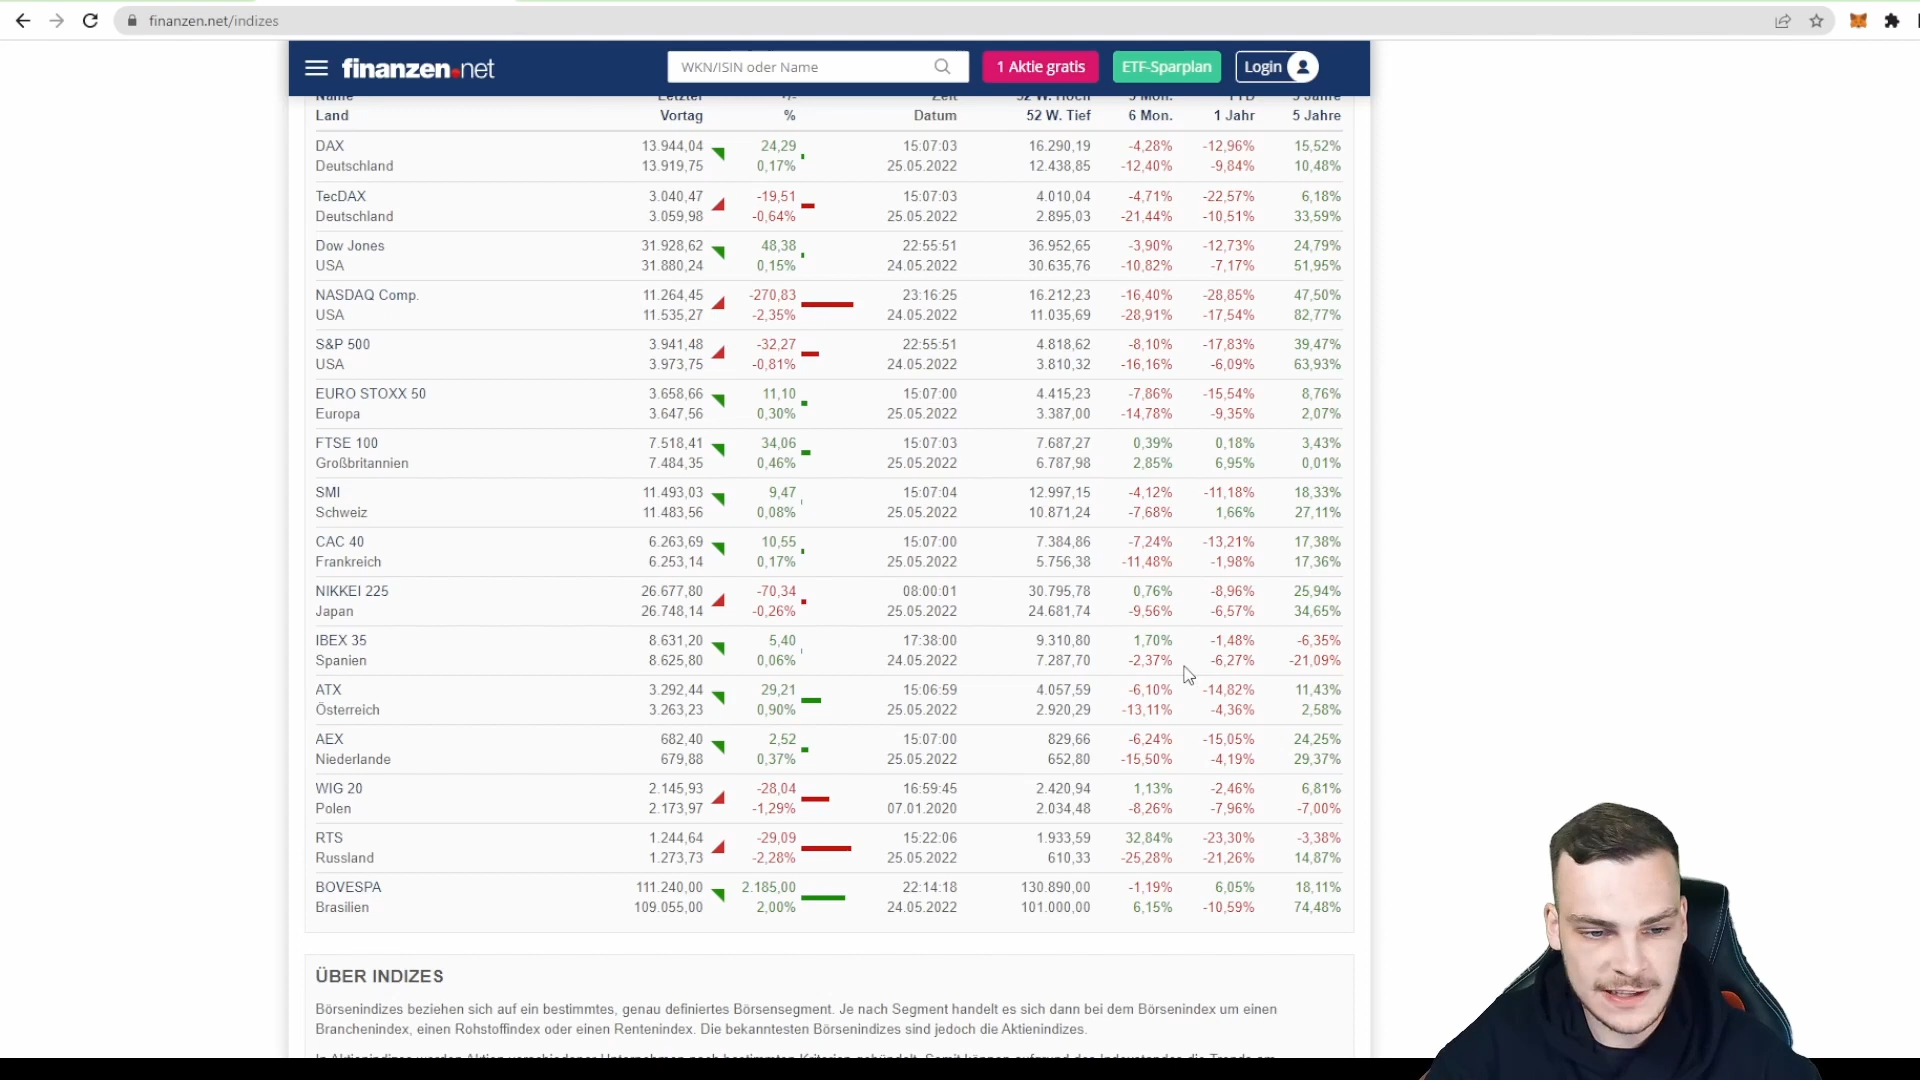 finanzen.net/indizes
finanzen.net WKN/ISIN oder Name 1 Aktie gratis ETF-Sparplan Login
Name Letzter +/- Zeit 52 W. Hoch 3 Mon. YTD 3 Jahre
Land Vortag % Datum 52 W. Tief 6 Mon. 1 Jahr 5 Jahre
DAX 13.944,04 24,29 15:07:03 16.290,19 -4,28% -12,96% 15,52%
Deutschland 13.919,75 0,17% 25.05.2022 12.438,85 -12,40% -9,84% 10,48%
TecDAX 3.040,47 -19,51 15:07:03 4.010,04 -4,71% -22,57% 6,18%
Deutschland 3.059,98 -0,64% 25.05.2022 2.895,03 -21,44% -10,51% 33,59%
Dow Jones 31.928,62 48,38 22:55:51 36.952,65 -3,90% -12,73% 24,79%
USA 31.880,24 0,15% 24.05.2022 30.635,76 -10,82% -7,17% 51,95%
NASDAQ Comp. 11.264,45 -270,83 23:16:25 16.212,23 -16,40% -28,85% 47,50%
USA 11.535,27 -2,35% 24.05.2022 11.035,69 -28,91% -17,54% 82,77%
S&P 500 3.941,48 -32,27 22:55:51 4.818,62 -8,10% -17,83% 39,47%
USA 3.973,75 -0,81% 24.05.2022 3.810,32 -16,16% -6,09% 63,93%
EURO STOXX 50 3.658,66 11,10 15:07:00 4.415,23 -7,86% -15,54% 8,76%
Europa 3.647,56 0,30% 25.05.2022 3.387,00 -14,78% -9,35% 2,07%
FTSE 100 7.518,41 34,06 15:07:03 7.687,27 0,39% 0,18% 3,43%
Großbritannien 7.484,35 0,46% 25.05.2022 6.787,98 2,85% 6,95% 0,01%
SMI 11.493,03 9,47 15:07:04 12.997,15 -4,12% -11,18% 18,33%
Schweiz 11.483,56 0,08% 25.05.2022 10.871,24 -7,68% 1,66% 27,11%
CAC 40 6.263,69 10,55 15:07:00 7.384,86 -7,24% -13,21% 17,38%
Frankreich 6.253,14 0,17% 25.05.2022 5.756,38 -11,48% -1,98% 17,36%
NIKKEI 225 26.677,80 -70,34 08:00:01 30.795,78 0,76% -8,96% 25,94%
Japan 26.748,14 -0,26% 25.05.2022 24.681,74 -9,56% -6,57% 34,65%
IBEX 35 8.631,20 5,40 17:38:00 9.310,80 1,70% -1,48% -6,35%
Spanien 8.625,80 0,06% 24.05.2022 7.287,70 -2,37% -6,27% -21,09%
ATX 3.292,44 29,21 15:06:59 4.057,59 -6,10% -14,82% 11,43%
Österreich 3.263,23 0,90% 25.05.2022 2.920,29 -13,11% -4,36% 2,58%
AEX 682,40 2,52 15:07:00 829,66 -6,24% -15,05% 24,25%
Niederlande 679,88 0,37% 25.05.2022 652,80 -15,50% -4,19% 29,37%
WIG 20 2.145,93 -28,04 16:59:45 2.420,94 1,13% -2,46% 6,81%
Polen 2.173,97 -1,29% 07.01.2020 2.034,48 -8,26% -7,96% -7,00%
RTS 1.244,64 -29,09 15:22:06 1.933,59 32,84% -23,30% -3,38%
Russland 1.273,73 -2,28% 25.05.2022 610,33 -25,28% -21,26% 14,87%
BOVESPA 111.240,00 2.185,00 22:14:18 130.890,00 -1,19% 6,05% 18,11%
Brasilien 109.055,00 2,00% 24.05.2022 101.000,00 6,15% -10,59% 74,48%
ÜBER INDIZES
Börsenindizes beziehen sich auf ein bestimmtes, genau definiertes Börsensegment. Je nach Segment handelt es sich dann bei dem Börsenindex um einen
Branchenindex, einen Rohstoffindex oder einen Rentenindex. Die bekanntesten Börsenindizes sind jedoch die Aktienindizes.